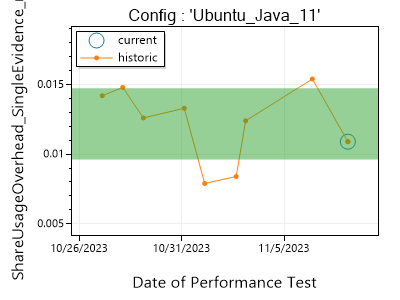 Config : 'Ubuntu_Java_11'
current
historic
0.015
0.01
0.005
10/26/2023
10/31/2023
11/5/2023
Date of Performance Test
ShareUsageOverhead_SingleEvidence_